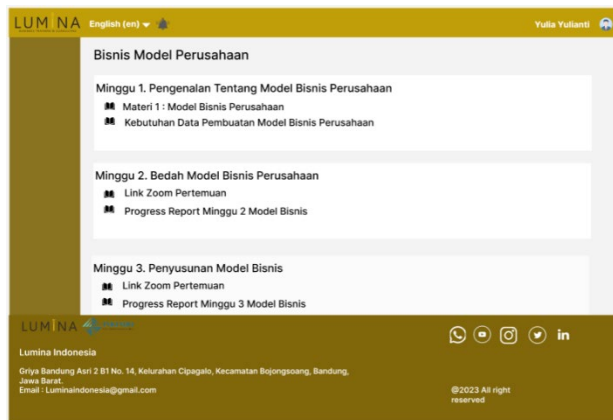 LUMINA
English (en)
Yulia Yulianti
Bisnis Model Perusahaan
Minggu 1. Pengenalan Tentang Model Bisnis Perusahaan
Materi 1 : Model Bisnis Perusahaan
Kebutuhan Data Pembuatan Model Bisnis Perusahaan
Minggu 2. Bedah Model Bisnis Perusahaan
Link Zoom Pertemuan
Progress Report Minggu 2 Model Bisnis
Minggu 3. Penyusunan Model Bisnis
Link Zoom Pertemuan
Progress Report Minggu 3 Model Bisnis
LUMINA
in
Lumina Indonesia
Griya Bandung Asri 2 B1 No. 14, Kelurahan Cipagalo, Kecamatan Bojongsoang, Bandung,
Jawa Barat.
Email : Luminaindonesia@gmail.com
@2023 All right
reserved